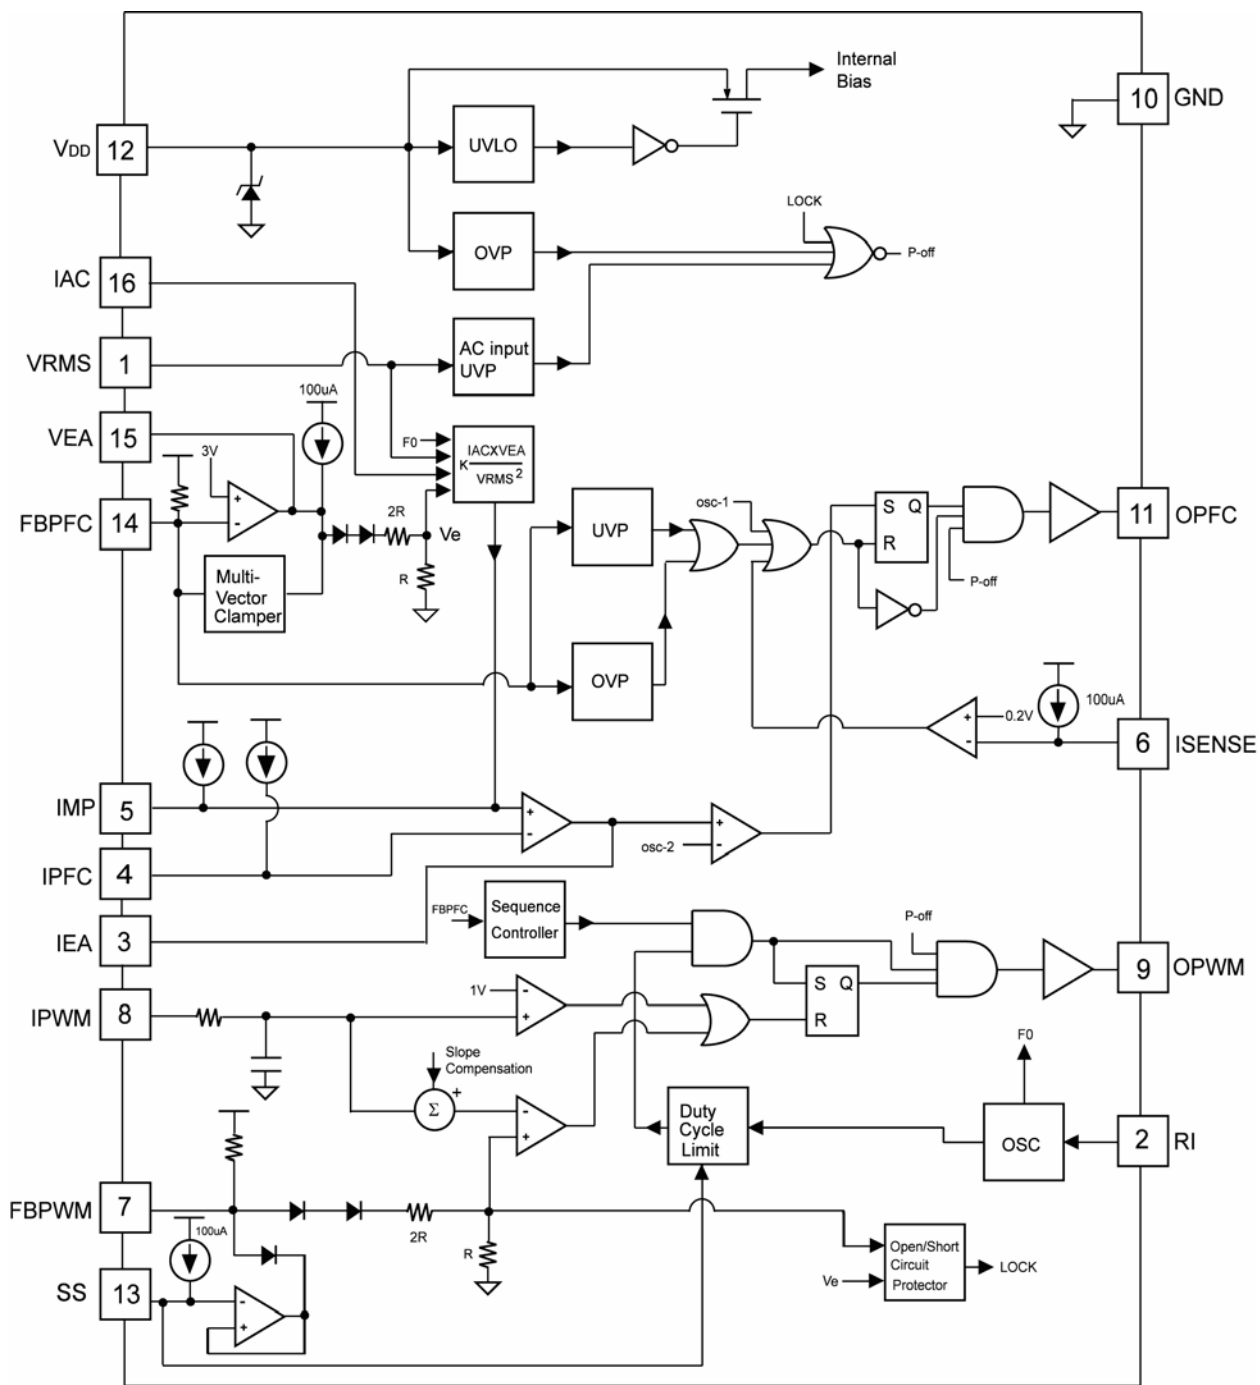 Internal
Bias
10
GND
VDD
12
UVLO
LOCK
OVP
P-off
IAC
16
VRMS
1
AC input
UVP
100uA
VEA
15
3V
+
-
F0
K IACXVEA
VRMS 2
FBPFC
14
2R
Ve
R
Multi-
Vector
Clamper
UVP
OVP
osc-1
S
Q
R
P-off
11
OPFC
100uA
+
-
0.2V
6
ISENSE
IMP
5
+
-
+
-
osc-2
IPFC
4
IEA
3
FBPFC
Sequence
Controller
P-off
9
OPWM
IPWM
8
1V
-
+
S
Q
R
Slope
Compensation
+
Σ
-
+
Duty
Cycle
Limit
F0
OSC
2
RI
FBPWM
7
2R
R
100uA
SS
13
-
+
Open/Short
Circuit
Protector
Ve
LOCK